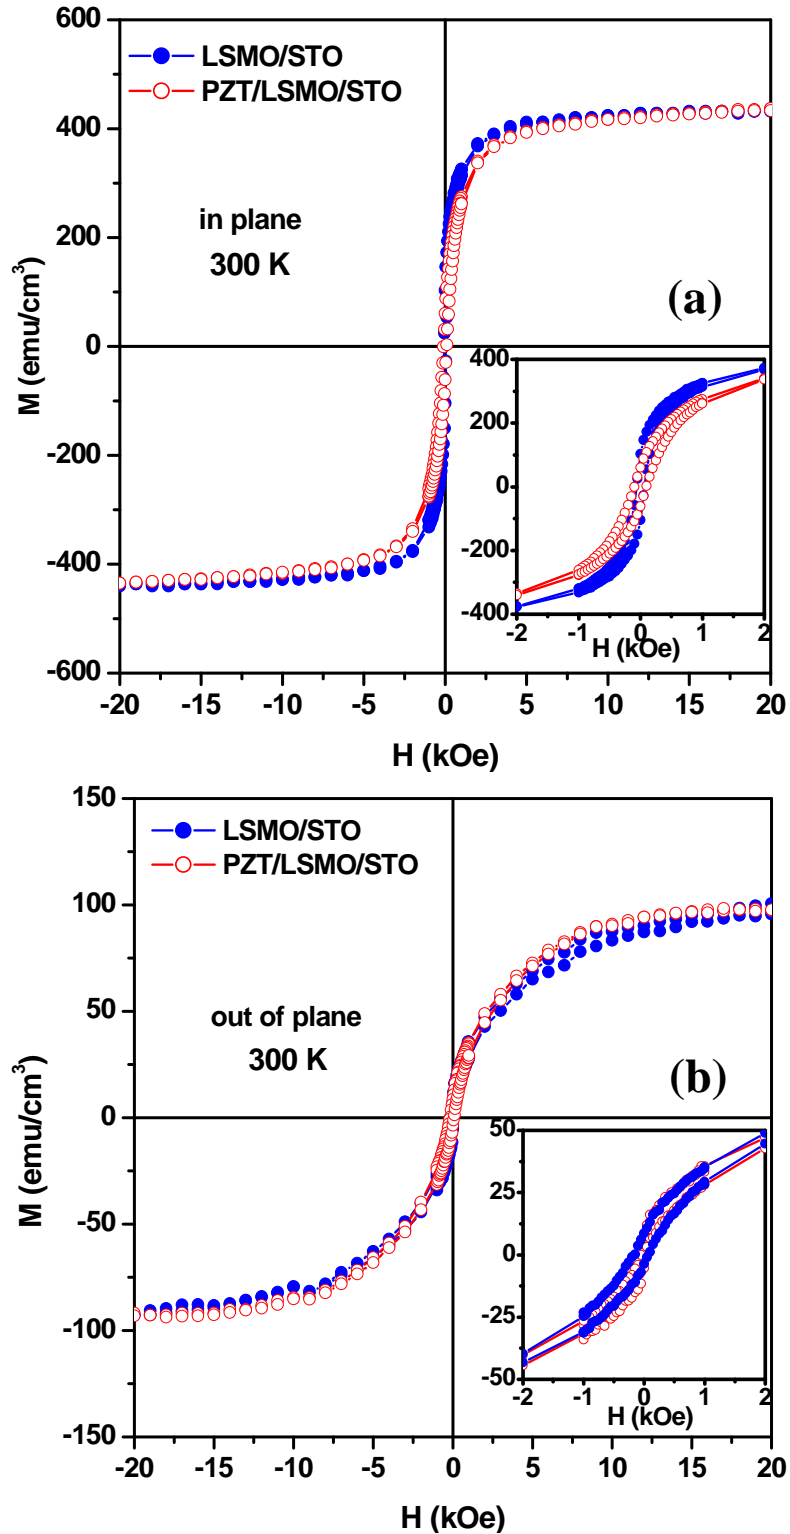 600
400
200
0
-200
-400
-600
M (emu/cm³)
LSMO/STO
PZT/LSMO/STO
in plane
300 K
(a)
400
200
0
-200
-400
-2 -1 0 1 2
H (kOe)
-20 -15 -10 -5 0 5 10 15 20
H (kOe)
150
100
50
0
-50
-100
-150
M (emu/cm³)
LSMO/STO
PZT/LSMO/STO
out of plane
300 K
(b)
50
25
0
-25
-50
-2 -1 0 1 2
H (kOe)
-20 -15 -10 -5 0 5 10 15 20
H (kOe)